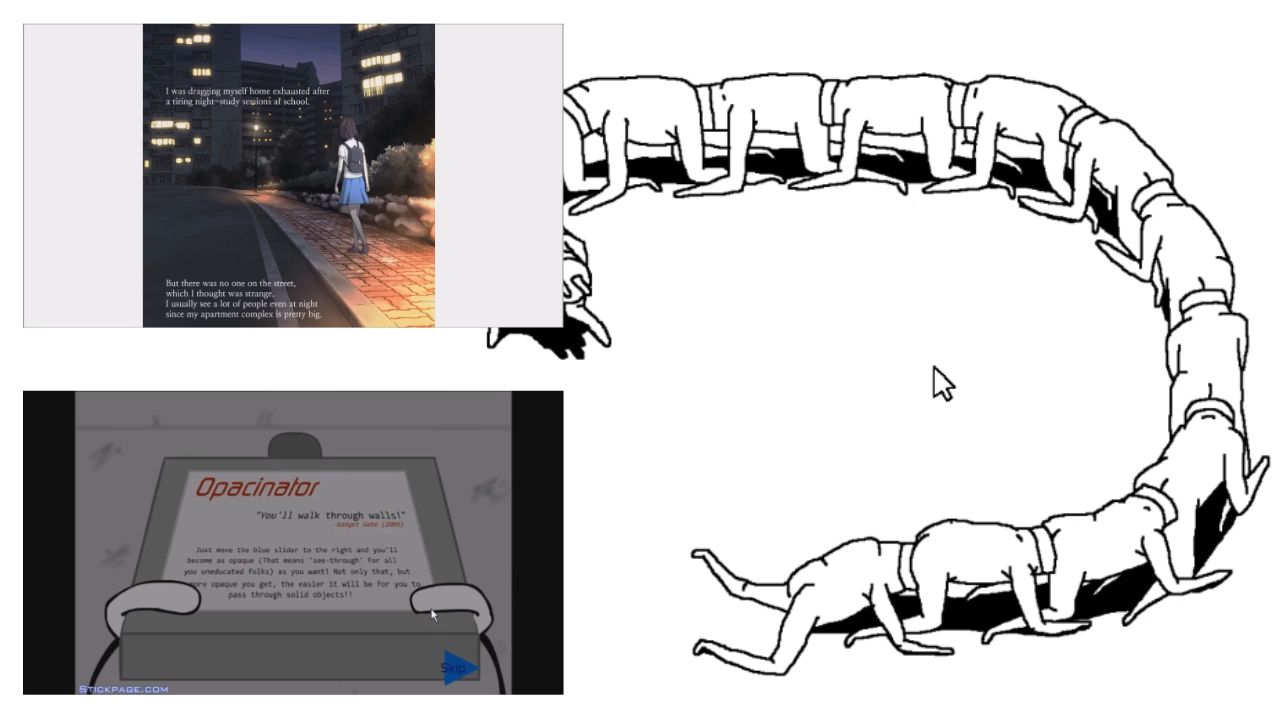 I was dragging myself home exhausted after
a tiring night-study sessions at school.
But there was no one on the street,
which I thought was strange.
I usually see a lot of people even at night
since my apartment complex is pretty big.
Opacinator
"You'll walk through walls!"
-Gadget Gabe (2005)
Just move the blue slider to the right and you'll
become as opaque (That means 'see-through' for all
you uneducated folks) as you want! Not only that, but
opaque you get, the easier it will be for you to
pass through solid objects!!
Skip
STICKPAGE.COM